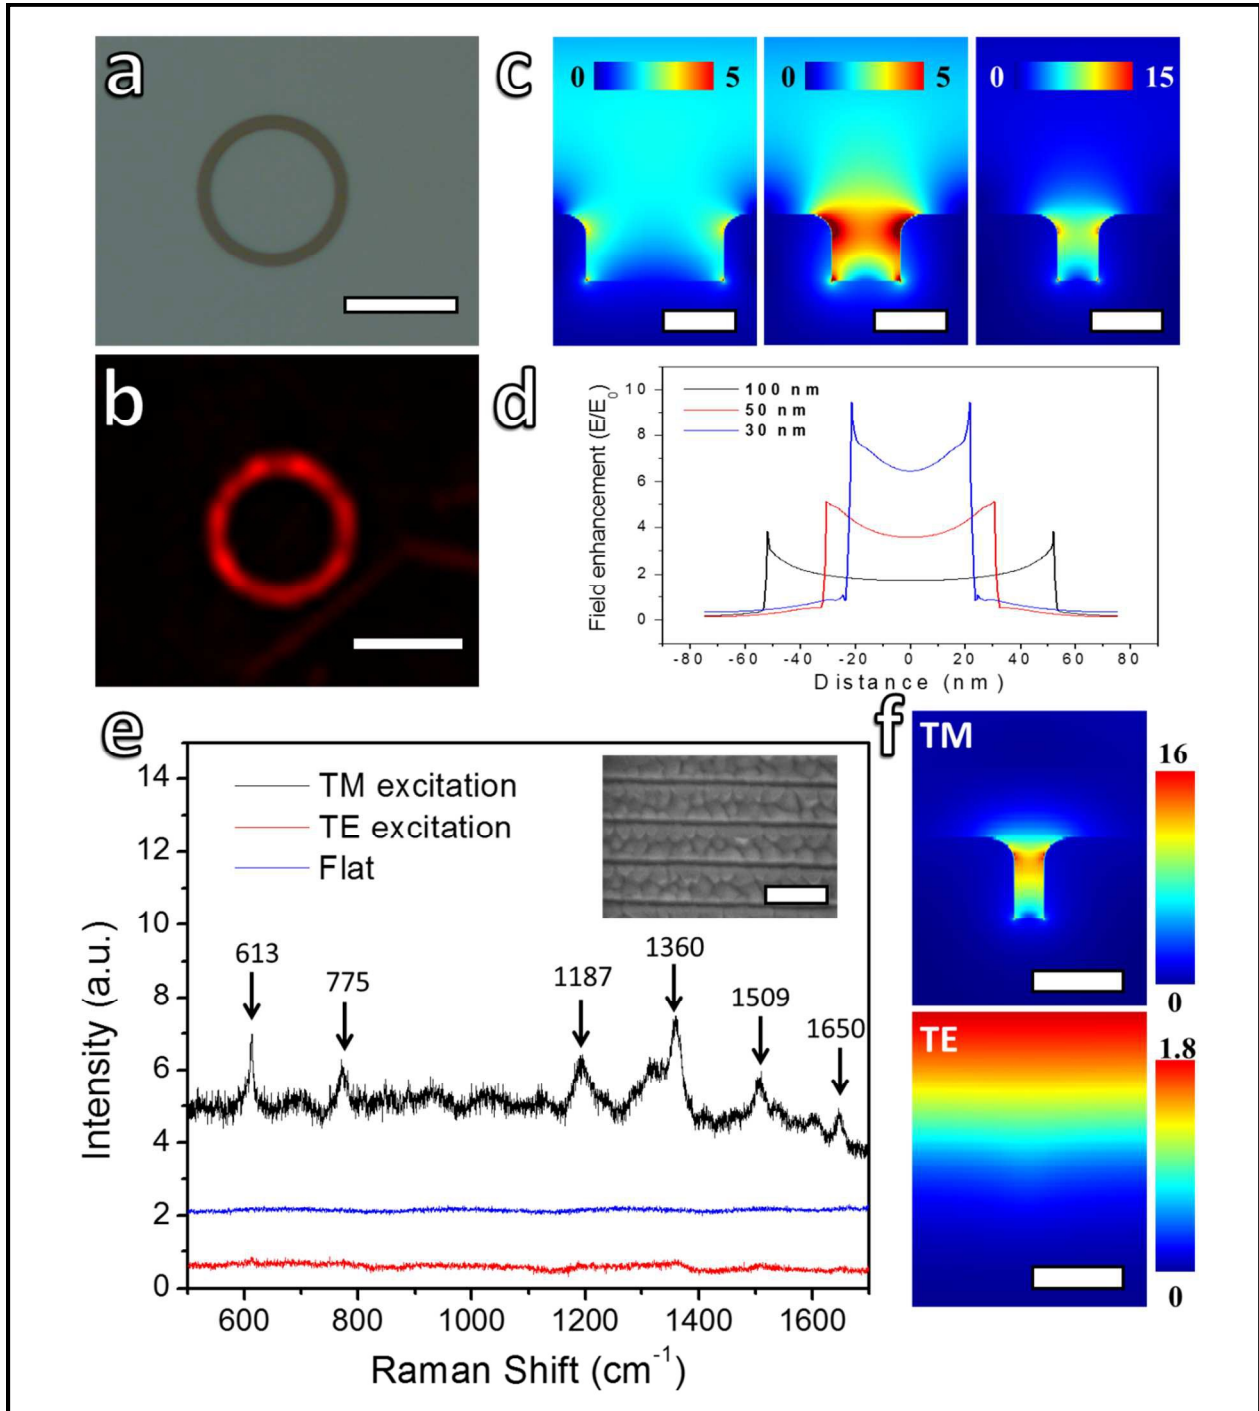 a
c
0 5
0 5
0 15
b
d
Field enhancement (E/E0)
10
8
6
4
2
0
100 nm
50 nm
30 nm
-80 -60 -40 -20 0 20 40 60 80
Distance (nm)
e
Intensity (a.u.)
14
12
10
8
6
4
2
0
TM excitation
TE excitation
Flat
613
775
1187
1360
1509
1650
600 800 1000 1200 1400 1600
Raman Shift (cm-1)
f
TM
16
0
TE
1.8
0